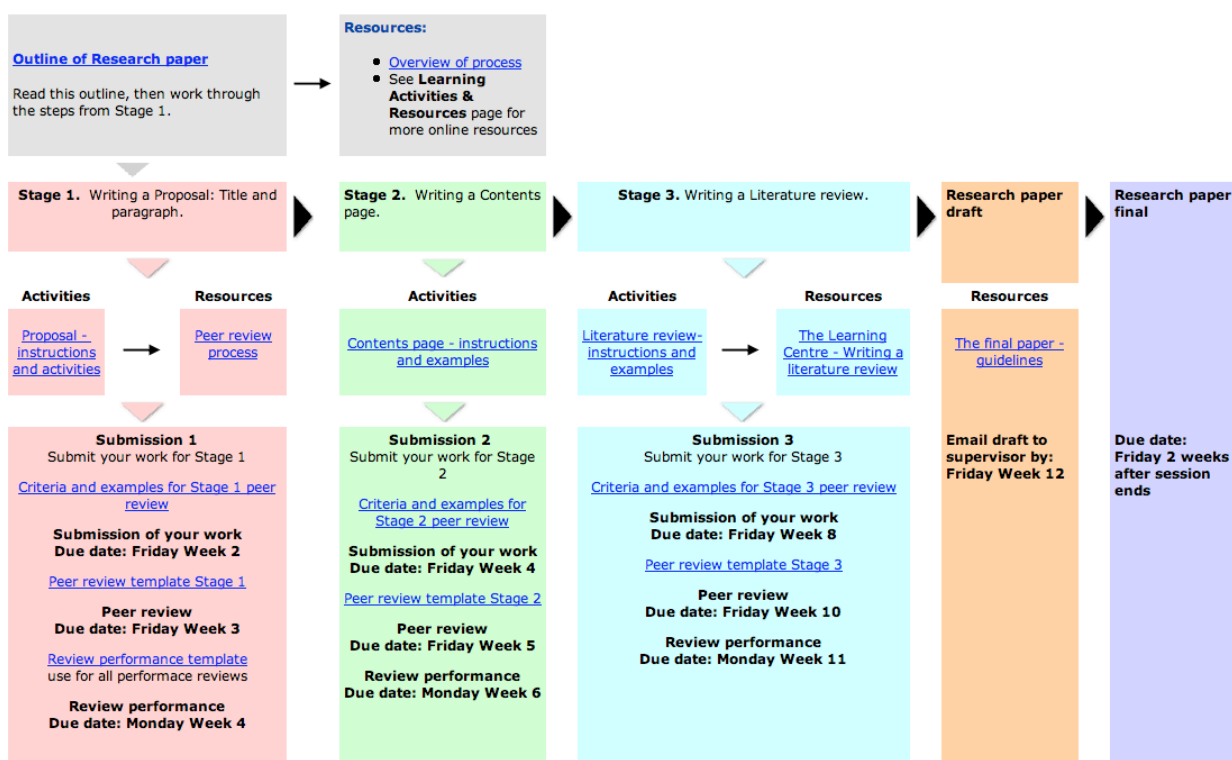 Outline of Research paper
Read this outline, then work through
the steps from Stage 1.
Resources:
Overview of process
See Learning
Activities &
Resources page for
more online resources
Stage 1. Writing a Proposal: Title and
paragraph.
Stage 2. Writing a Contents
page.
Stage 3. Writing a Literature review.
Research paper
draft
Research paper
final
Activities
Resources
Proposal -
instructions
and activities
Peer review
process
Activities
Contents page - instructions
and examples
Activities
Resources
Literature review-
instructions and
examples
The Learning
Centre - Writing a
literature review
Resources
The final paper -
guidelines
Submission 1
Submit your work for Stage 1
Criteria and examples for Stage 1 peer
review
Submission of your work
Due date: Friday Week 2
Peer review template Stage 1
Peer review
Due date: Friday Week 3
Review performance template
use for all performace reviews
Review performance
Due date: Monday Week 4
Submission 2
Submit your work for Stage
2
Criteria and examples for
Stage 2 peer review
Submission of your work
Due date: Friday Week 4
Peer review template Stage 2
Peer review
Due date: Friday Week 5
Review performance
Due date: Monday Week 6
Submission 3
Submit your work for Stage 3
Criteria and examples for Stage 3 peer review
Submission of your work
Due date: Friday Week 8
Peer review template Stage 3
Peer review
Due date: Friday Week 10
Review performance
Due date: Monday Week 11
Email draft to
supervisor by:
Friday Week 12
Due date:
Friday 2 weeks
after session
ends